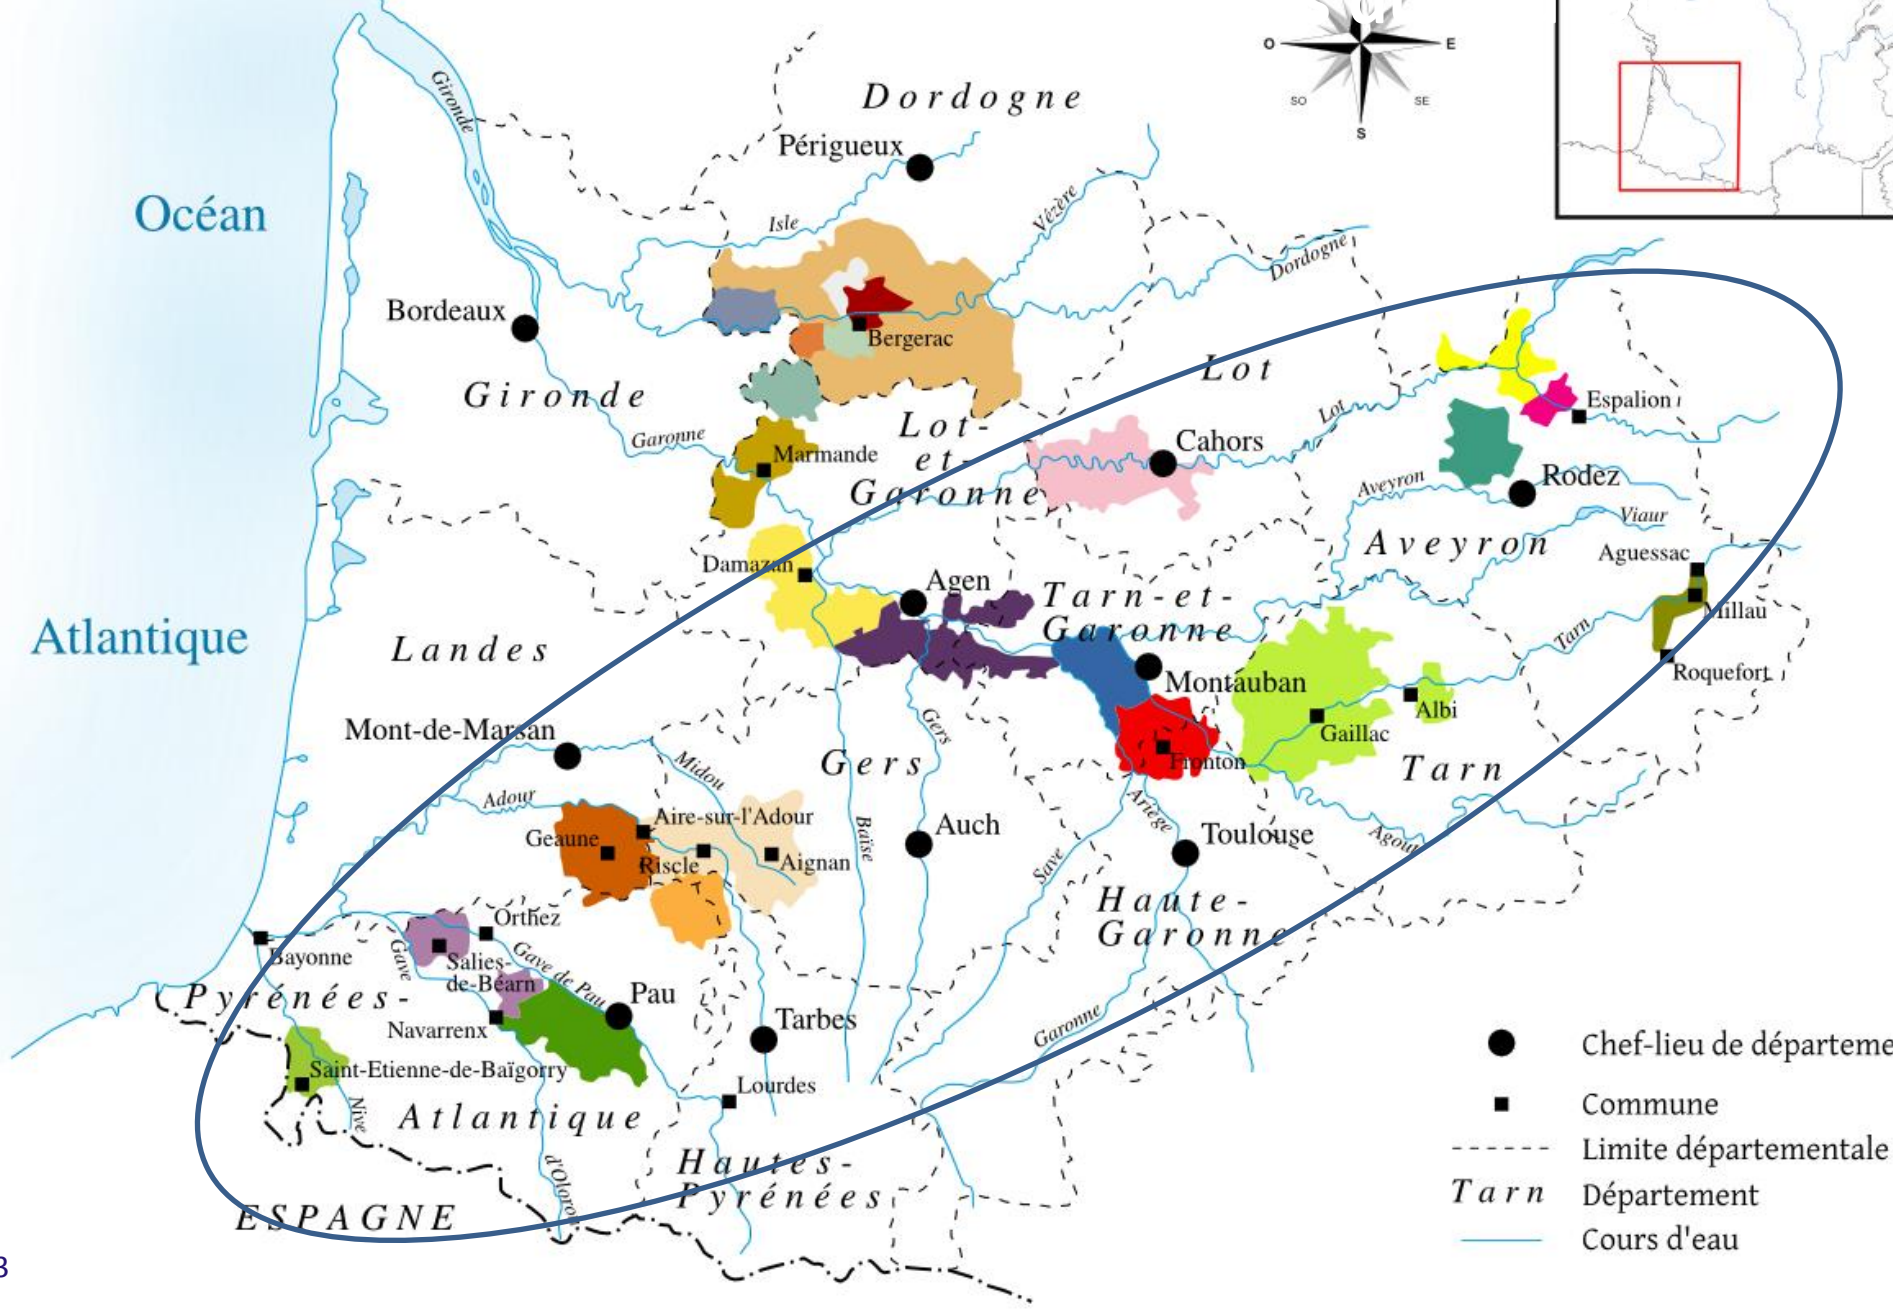 O
E
SO
SE
S
Gironde
Dordogne
Périgueux
Isle
Vézère
Dordogne
Océan
Bordeaux
Bergerac
Gironde
Lot
Espalion
Garonne
Lot-
et-
Garonne
Lot
Marmande
Cahors
Rodez
Aveyron
Viaur
Aveyron
Aguessac
Damazan
Agen
Tarn-et-
Garonne
Millau
Tarn
Atlantique
Landes
Roquefort
Montauban
Albi
Gaillac
Gers
Mont-de-Marsan
Midou
Gers
Fronton
Tarn
Adour
Aire-sur-l'Adour
Ariège
Geaune
Baïse
Auch
Toulouse
Agout
Riscle
Aignan
Save
Haute-
Garonne
Orthez
Bayonne
Gave
Salies-
de-Béarn
Gave de Pau
Pyrénées-
Pau
Navarrenx
Tarbes
Garonne
Saint-Etienne-de-Baïgorry
Lourdes
Nive
Atlantique
d'Oloron
Hautes-
Pyrénées
ESPAGNE
Chef-lieu de départeme
Commune
Limite départementale
Tarn Département
Cours d'eau